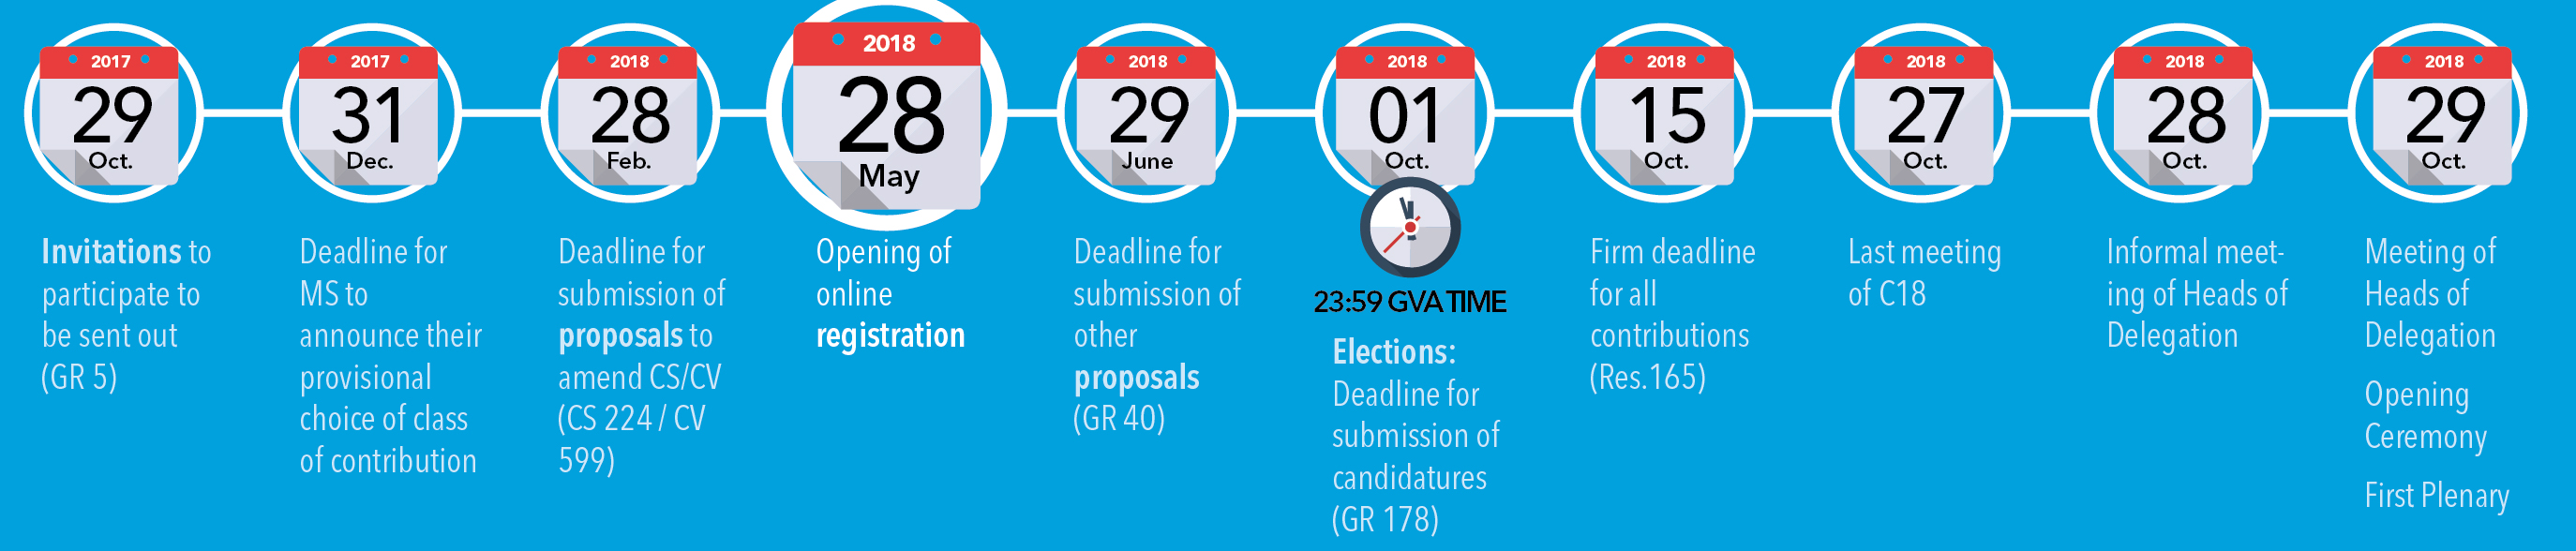 2017
29
Oct.
Invitations to
participate to
be sent out
(GR 5)
2017
31
Dec.
Deadline for
MS to
announce their
provisional
choice of class
of contribution
2018
28
Feb.
Deadline for
submission of
proposals to
amend CS/CV
(CS 224 / CV
599)
2018
28
May
Opening of
online
registration
2018
29
June
Deadline for
submission of
other
proposals
(GR 40)
2018
01
Oct.
23:59 GVA TIME
Elections:
Deadline for
submission of
candidatures
(GR 178)
2018
15
Oct.
Firm deadline
for all
contributions
(Res.165)
2018
27
Oct.
Last meeting
of C18
2018
28
Oct.
Informal meet-
ing of Heads of
Delegation
2018
29
Oct.
Meeting of
Heads of
Delegation
Opening
Ceremony
First Plenary